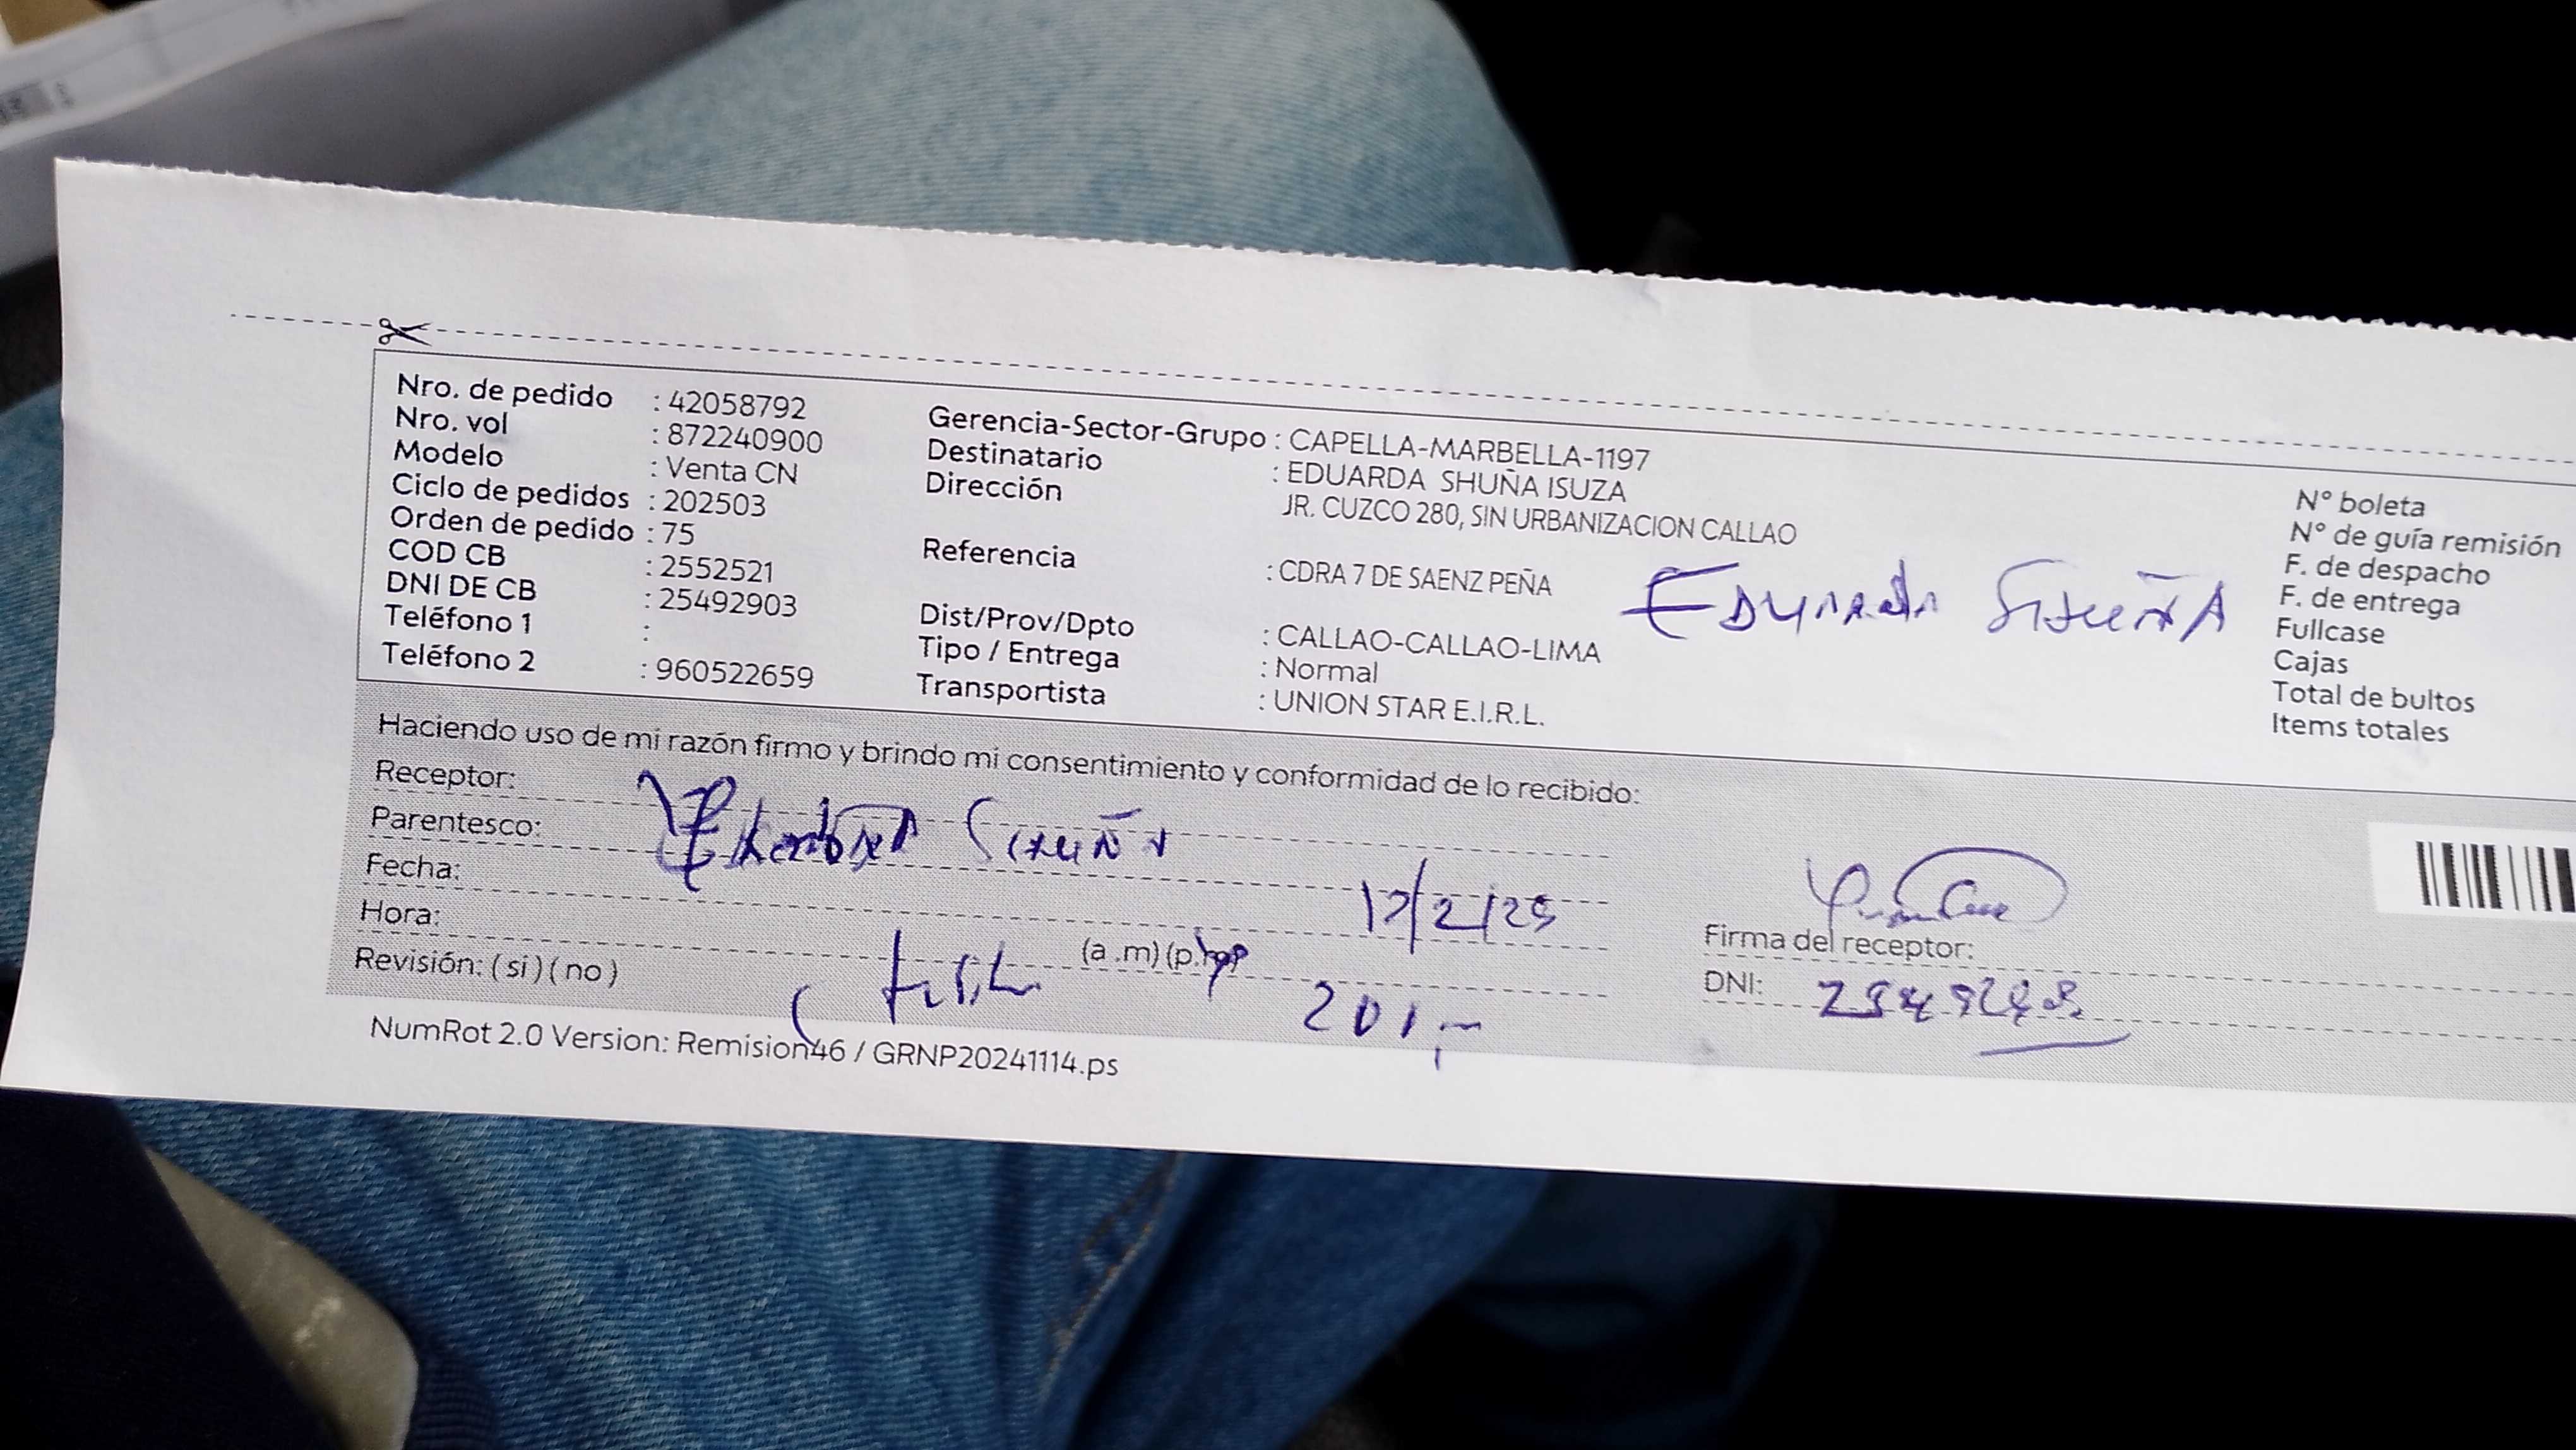 Nro. de pedido : 42058792
Nro. vol : 872240900
Modelo : Venta CN
Ciclo de pedidos : 202503
Orden de pedido : 75
COD CB : 2552521
DNI DE CB : 25492903
Teléfono 1 :
Teléfono 2 : 960522659
Gerencia-Sector-Grupo : CAPELLA-MARBELLA-1197
Destinatario : EDUARDA SHUÑA ISUZA
Dirección JR. CUZCO 280, SIN URBANIZACION CALLAO
Referencia : CDRA 7 DE SAENZ PEÑA
Dist/Prov/Dpto : CALLAO-CALLAO-LIMA
Tipo / Entrega : Normal
Transportista : UNION STAR E.I.R.L.
EDUARDA SHUÑA
N° boleta
N° de guía remisión
F. de despacho
F. de entrega
Fullcase
Cajas
Total de bultos
Items totales
Haciendo uso de mi razón firmo y brindo mi consentimiento y conformidad de lo recibido:
Receptor:
Parentesco: SHUÑA
Fecha:
Hora: (a .m)
Revisión: ( si ) ( no )
Firma del receptor:
DNI:
NumRot 2.0 Version: Remision46 / GRNP20241114.ps